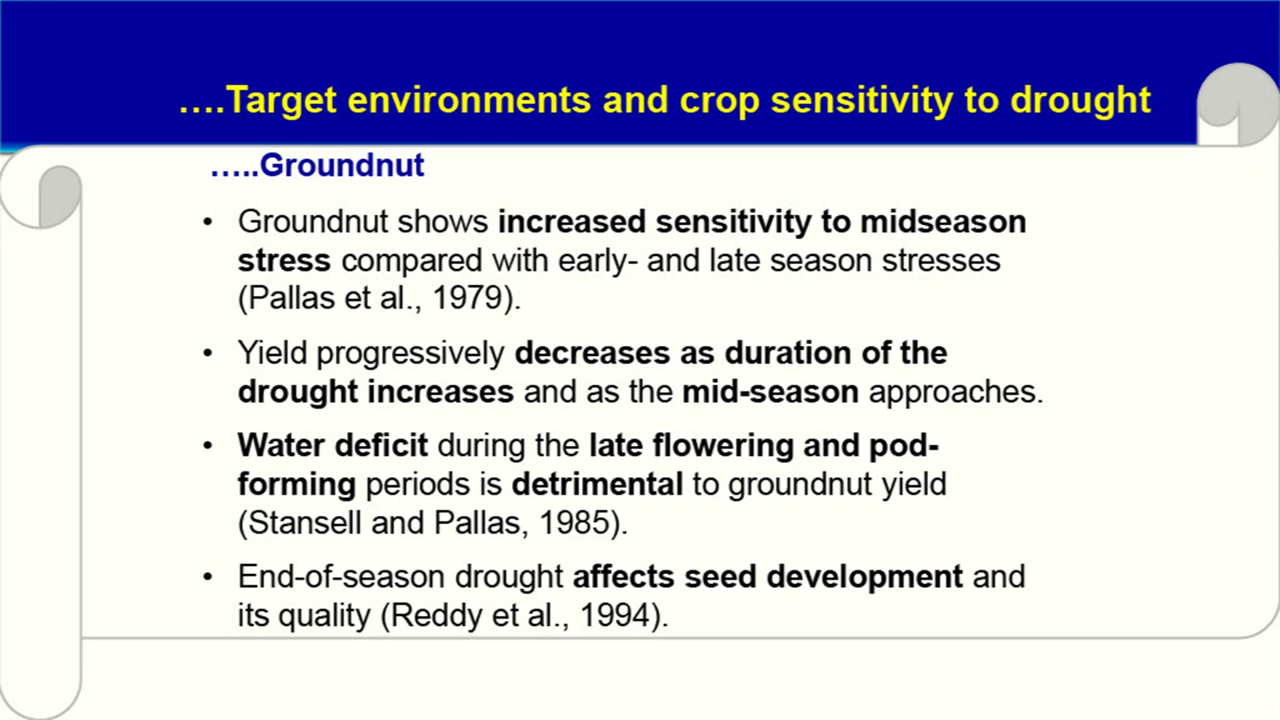 ….Target environments and crop sensitivity to drought
…..Groundnut
• Groundnut shows increased sensitivity to midseason
stress compared with early- and late season stresses
(Pallas et al., 1979).
• Yield progressively decreases as duration of the
drought increases and as the mid-season approaches.
• Water deficit during the late flowering and pod-
forming periods is detrimental to groundnut yield
(Stansell and Pallas, 1985).
• End-of-season drought affects seed development and
its quality (Reddy et al., 1994).